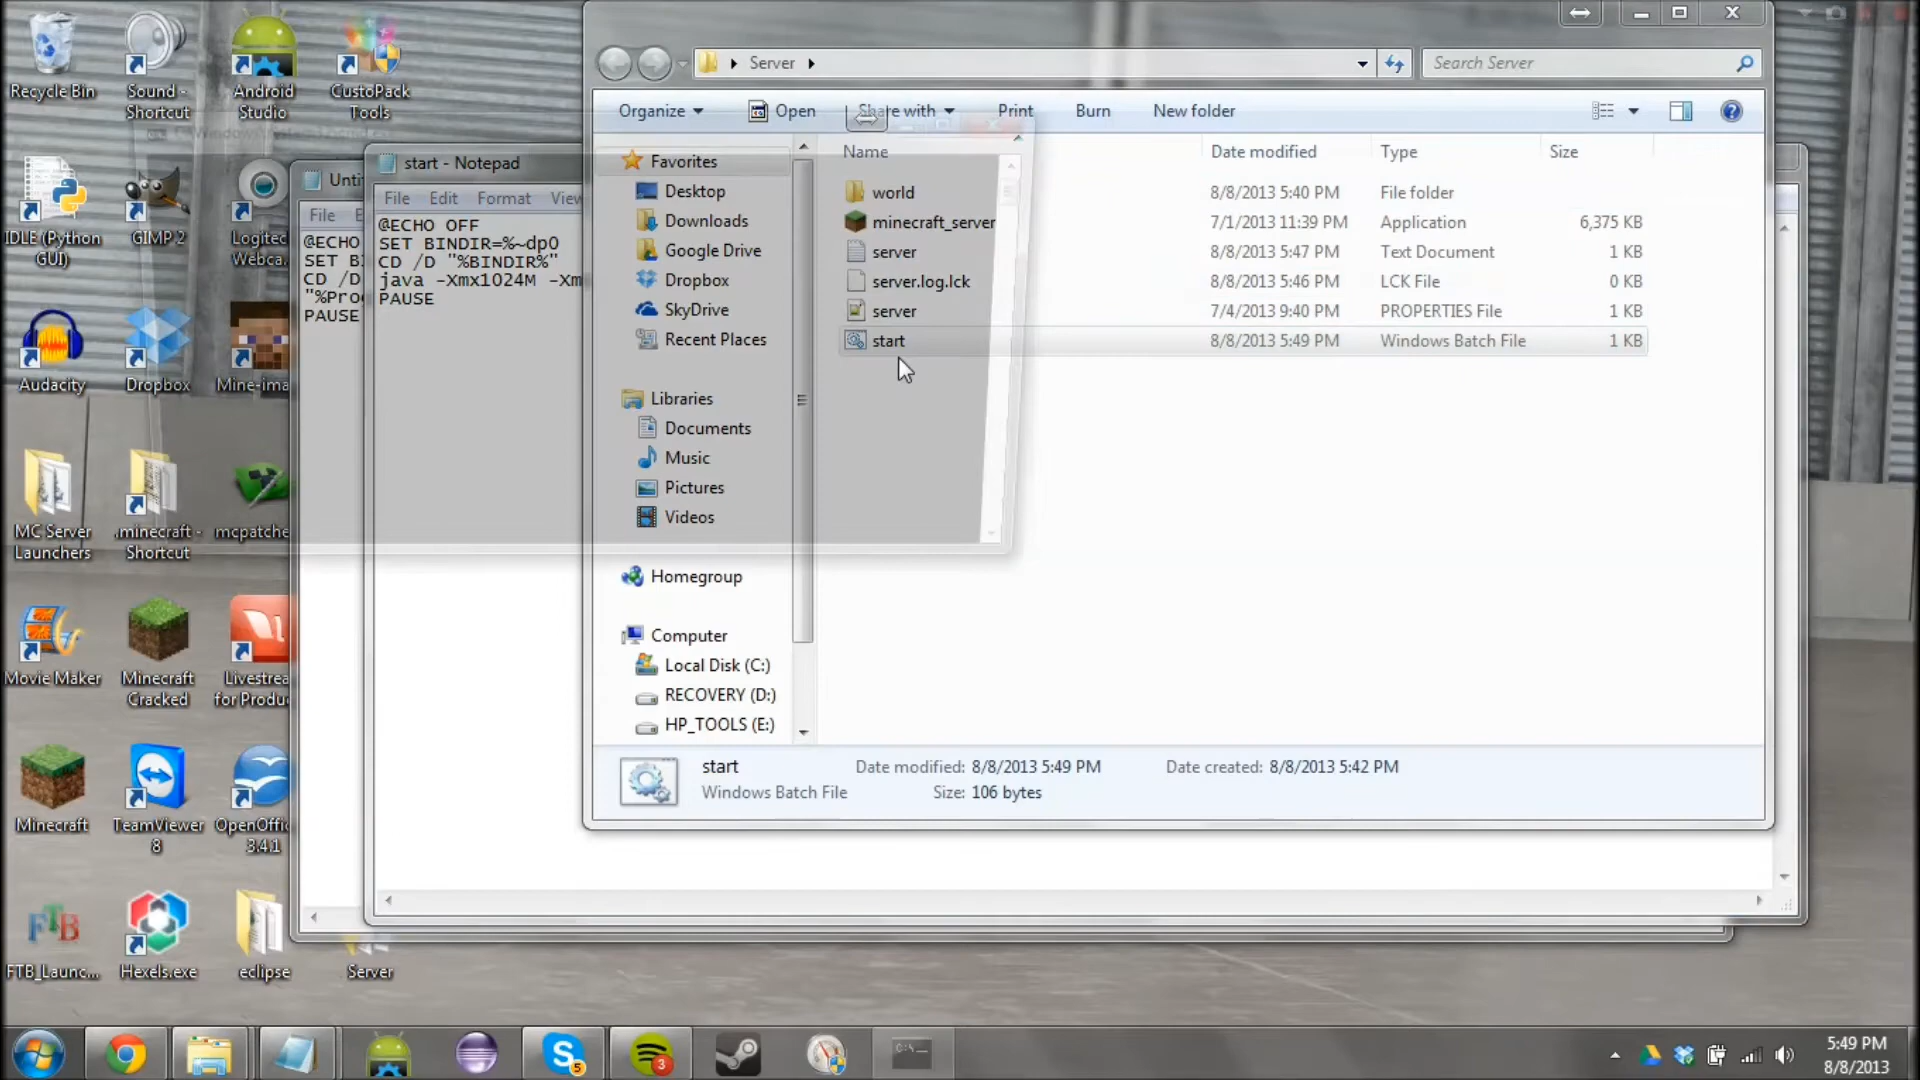 Recycle Bin
Sound - Shortcut
Android Studio
CustoPack Tools
IDLE (Python GUI)
GIMP 2
Logitec
Webca...
Audacity
Dropbox
Mine-ima
MC Server Launchers
.minecraft - Shortcut
mcpatche
Movie Maker
Minecraft Cracked
Livestrea
for Produ
Minecraft
TeamViewer 8
OpenOffi
3.4.1
FTB_Launc...
Hexels.exe
eclipse
Server
Unti
File E
@ECHO
SET BI
CD /D
"%Pro
PAUSE
start - Notepad
File Edit Format View
@ECHO OFF
SET BINDIR=%~dp0
CD /D "%BINDIR%"
java -Xmx1024M -Xm
PAUSE
Server
Search Server
Organize Open Share with Print Burn New folder
Favorites
Desktop
Downloads
Google Drive
Dropbox
SkyDrive
Recent Places
Libraries
Documents
Music
Pictures
Videos
Homegroup
Computer
Local Disk (C:)
RECOVERY (D:)
HP_TOOLS (E:)
Name Date modified Type Size
world 8/8/2013 5:40 PM File folder
minecraft_server 7/1/2013 11:39 PM Application 6,375 KB
server 8/8/2013 5:47 PM Text Document 1 KB
server.log.lck 8/8/2013 5:46 PM LCK File 0 KB
server 7/4/2013 9:40 PM PROPERTIES File 1 KB
start 8/8/2013 5:49 PM Windows Batch File 1 KB
start Date modified: 8/8/2013 5:49 PM Date created: 8/8/2013 5:42 PM
Windows Batch File Size: 106 bytes
5
3
C:\
5:49 PM
8/8/2013